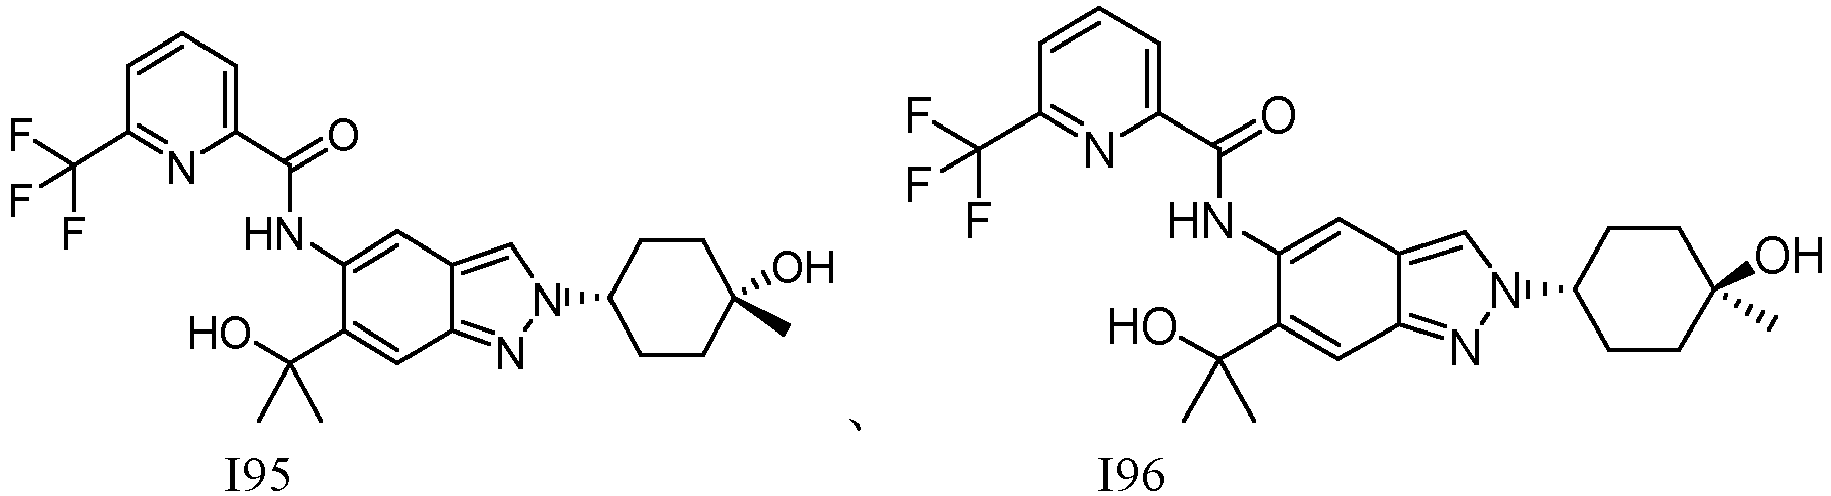 F F F N O HN HO N N OH
、
F F F N O HN HO N N OH
I95 I96